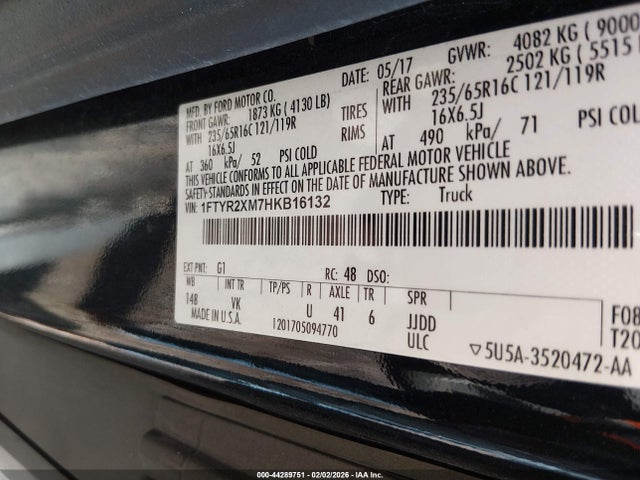 MFD. BY FORD MOTOR CO. DATE: 05/17 GVWR: 4082 KG ( 9000
FRONT GAWR: 1873 KG ( 4130 LB) REAR GAWR: 2502 KG ( 5515
WITH 235/65R16C 121/119R TIRES WITH 235/65R16C 121/119R
16X6.5J RIMS 16X6.5J
AT 360 kPa/ 52 PSI COLD AT 490 kPa/ 71 PSI COLD
THIS VEHICLE CONFORMS TO ALL APPLICABLE FEDERAL MOTOR VEHICLE
SAFETY STANDARDS IN EFFECT ON THE DATE OF MANUFACTURE SHOWN ABOVE.
VIN: 1FTYR2XM7HKB16132 TYPE: Truck
EXT PNT: G1 RC: 48 DSO:
WB INT TR TP/PS R AXLE TR SPR
148 VK U 41 6 JJDD
MADE IN U.S.A. 1201705094770 ULC
F08
T20
▽5U5A-3520472-AA
000-44289751 - 02/02/2026 - IAA Inc.